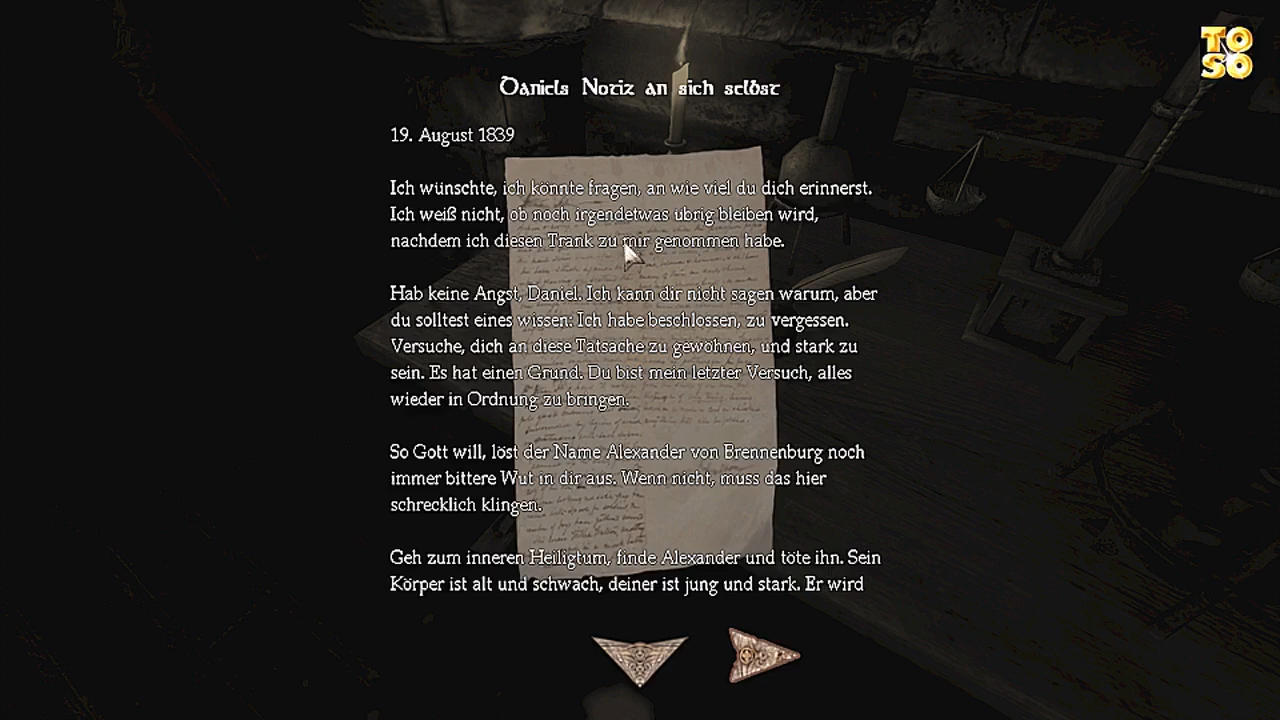 TO
SO
Daniels Notiz an sich selbst
19. August 1839
Ich wünschte, ich könnte fragen, an wie viel du dich erinnerst.
Ich weiß nicht, ob noch irgendetwas übrig bleiben wird,
nachdem ich diesen Trank zu mir genommen habe.
Hab keine Angst, Daniel. Ich kann dir nicht sagen warum, aber
du solltest eines wissen: Ich habe beschlossen, zu vergessen.
Versuche, dich an diese Tatsache zu gewöhnen, und stark zu
sein. Es hat einen Grund. Du bist mein letzter Versuch, alles
wieder in Ordnung zu bringen.
So Gott will, löst der Name Alexander von Brennenburg noch
immer bittere Wut in dir aus. Wenn nicht, muss das hier
schrecklich klingen.
Geh zum inneren Heiligtum, finde Alexander und töte ihn. Sein
Körper ist alt und schwach, deiner ist jung und stark. Er wird